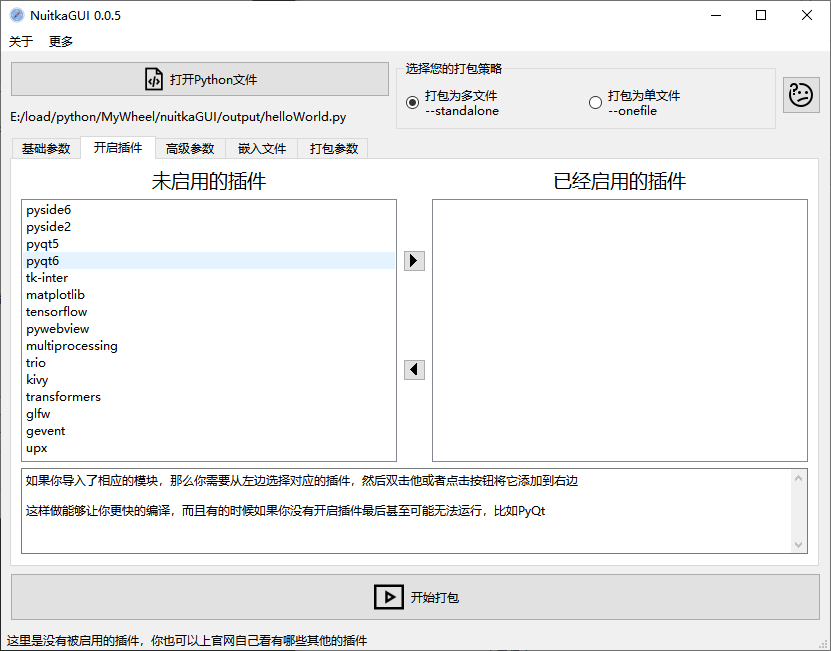 NuitkaGUI 0.0.5
关于 更多
打开Python文件
选择您的打包策略
打包为多文件
--standalone
打包为单文件
--onefile
E:/load/python/MyWheel/nuitkaGUI/output/helloWorld.py
基础参数 开启插件 高级参数 嵌入文件 打包参数
未启用的插件
已经启用的插件
pyside6
pyside2
pyqt5
pyqt6
tk-inter
matplotlib
tensorflow
pywebview
multiprocessing
trio
kivy
transformers
glfw
gevent
upx
如果你导入了相应的模块，那么你需要从左边选择对应的插件，然后双击他或者点击按钮将它添加到右边
这样做能够让你更快的编译，而且有的时候如果你没有开启插件最后甚至可能无法运行，比如PyQt
开始打包
这里是没有被启用的插件，你也可以上官网自己看有哪些其他的插件